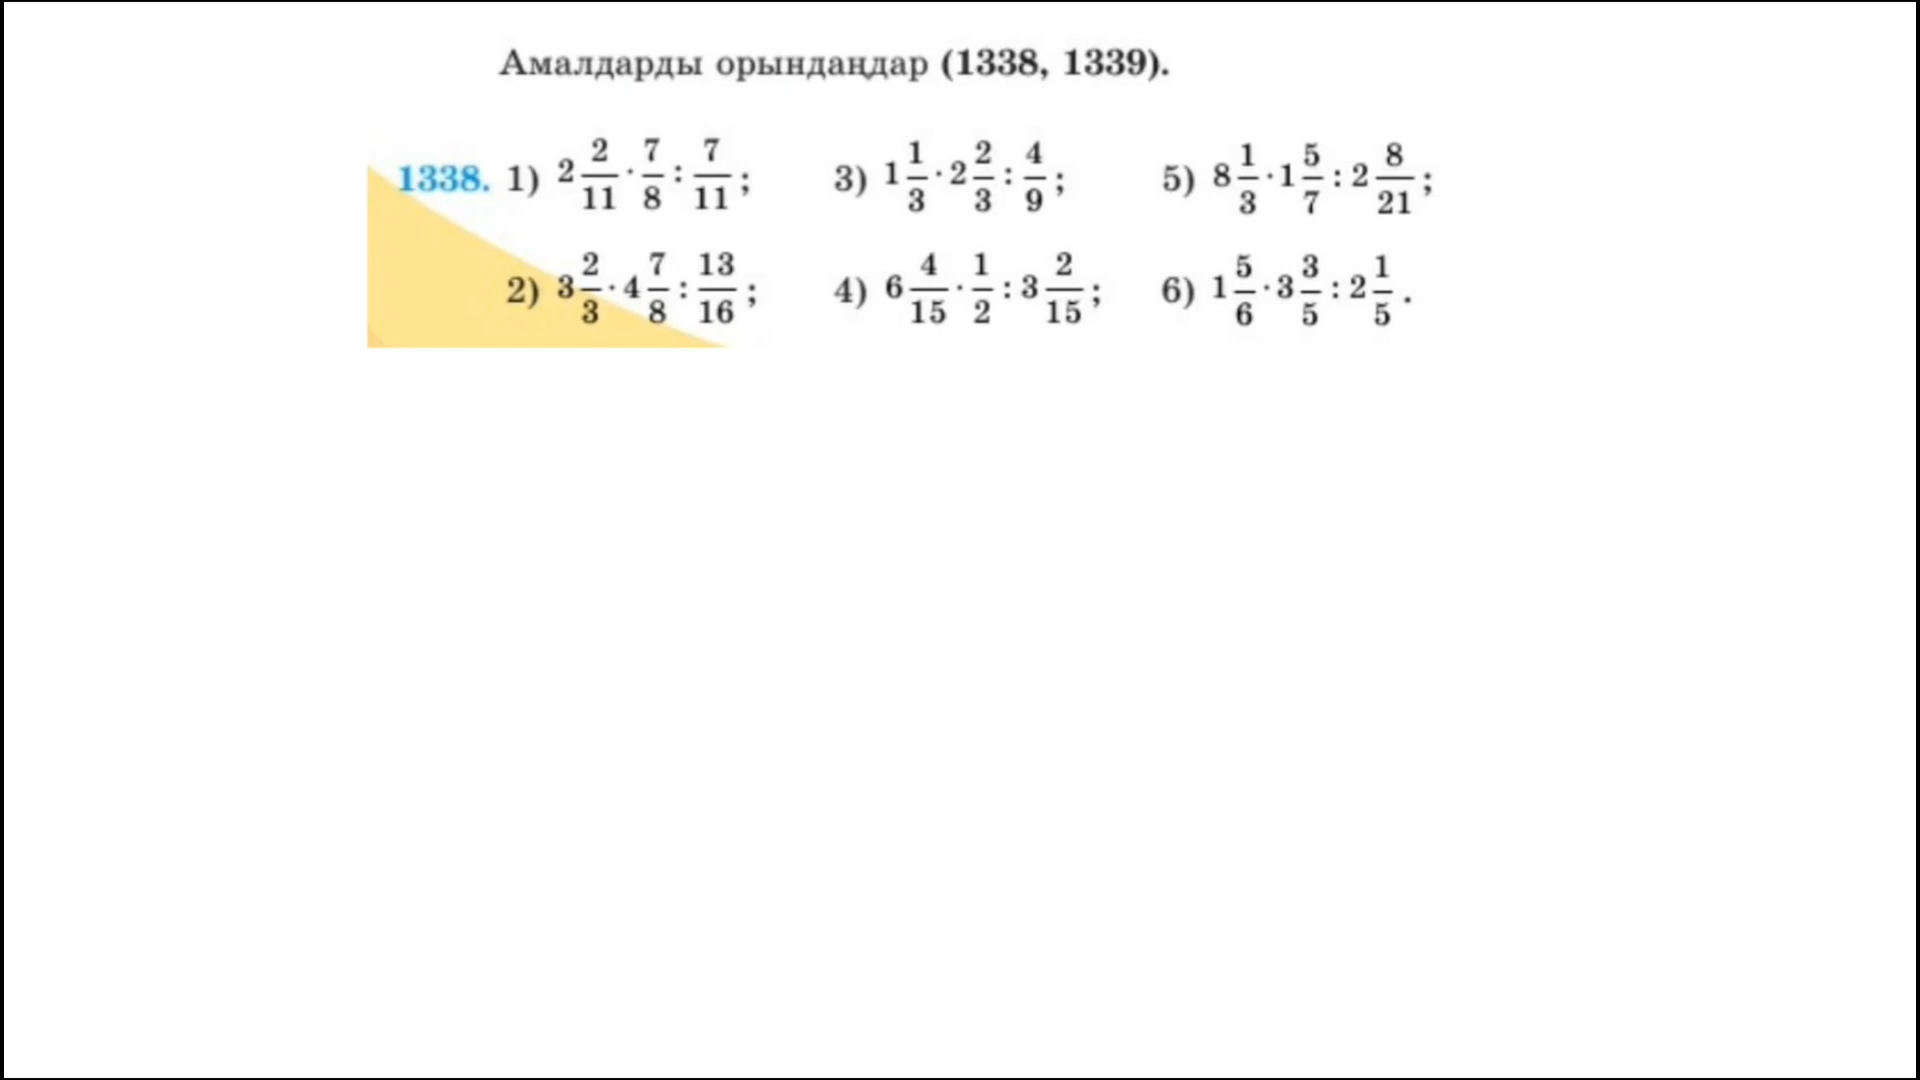 Амалдарды орындаңдар (1338, 1339).
1338. 1) 2 2/11 · 7/8 : 7/11; 3) 1 1/3 · 2 2/3 : 4/9; 5) 8 1/3 · 1 5/7 : 2 8/21;
2) 3 2/3 · 4 7/8 : 13/16; 4) 6 4/15 · 1/2 : 3 2/15; 6) 1 5/6 · 3 3/5 : 2 1/5.